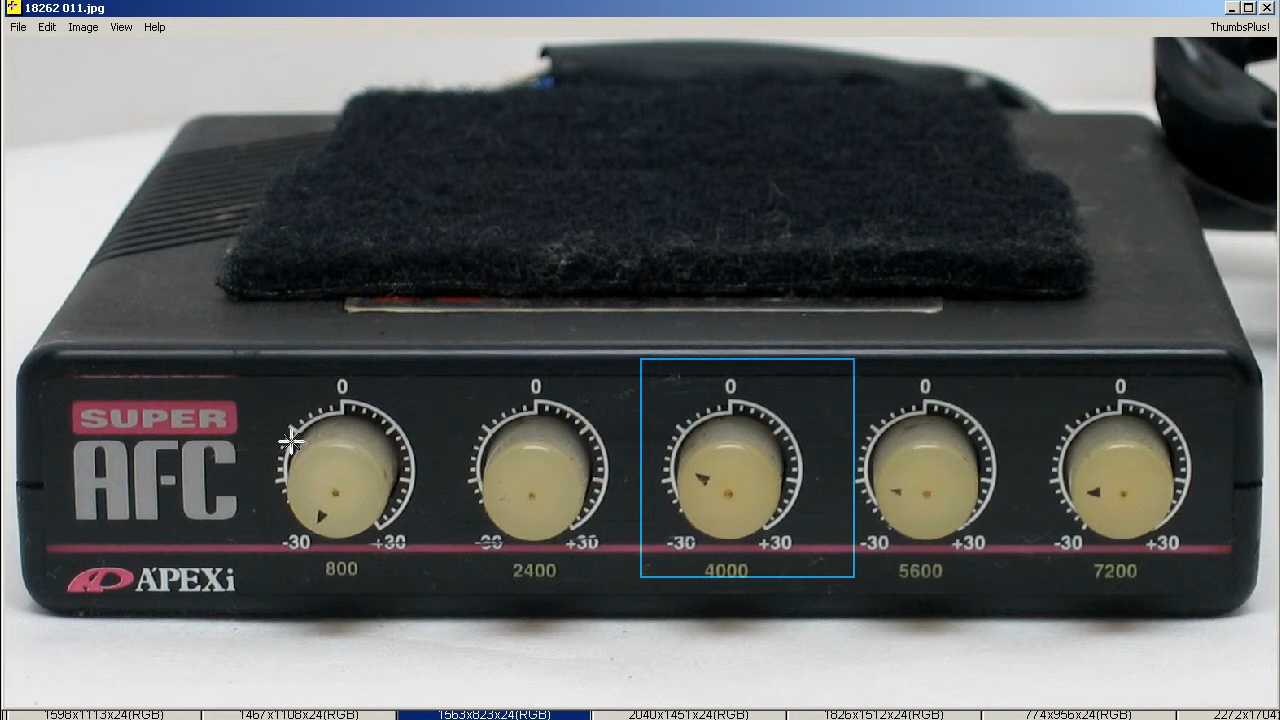 18262 011.jpg
File Edit Image View Help ThumbsPlus!
0 0 0 0 0
SUPER
AFC
-30 +30 -30 +30 -30 +30 -30 +30 -30 +30
A'PEXi
800 2400 4000 5600 7200
1598x1113x24(RGB) 1467x1108x24(RGB) 1563x823x24(RGB) 2040x1451x24(RGB) 1826x1512x24(RGB) 774x956x24(RGB)